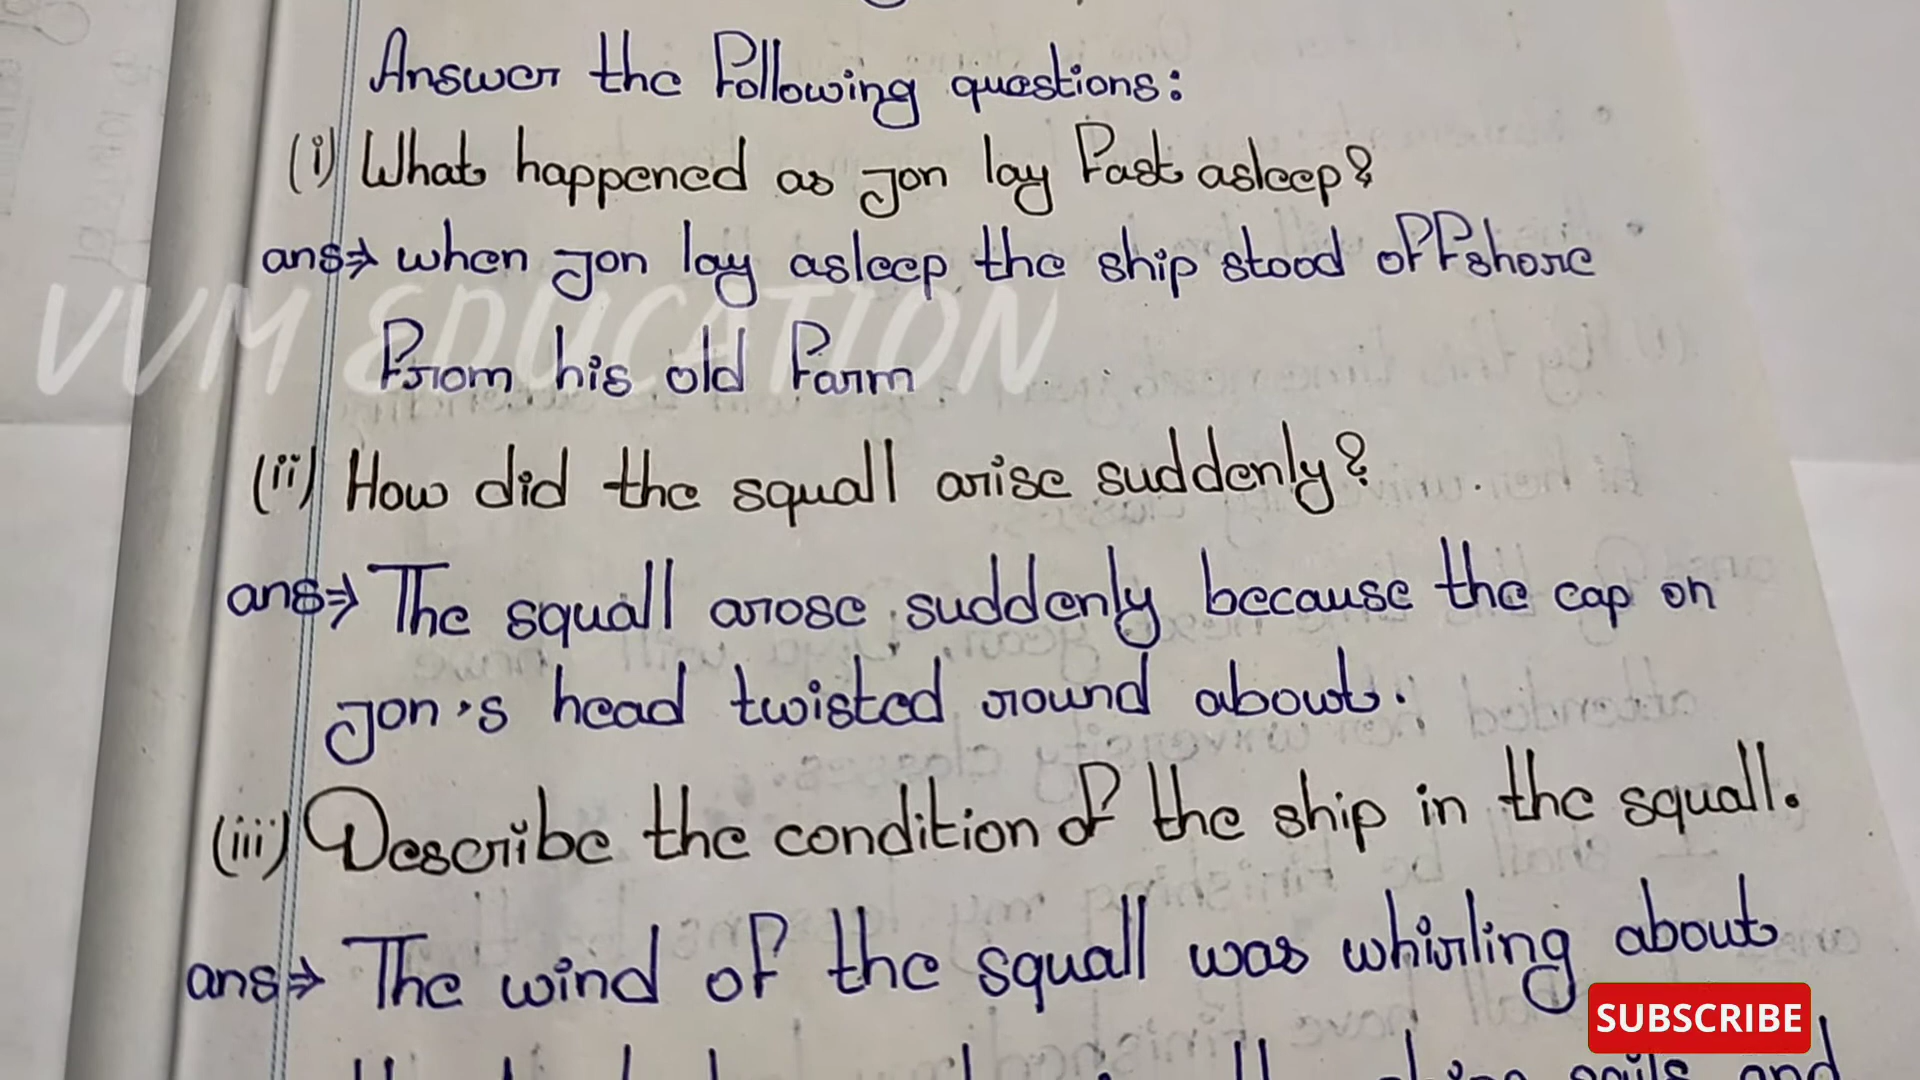 Answer the following questions:
(i) What happened as Jon lay fast asleep?
ans⇒ when Jon lay asleep the ship stood offshore
from his old farm
VVM EDUCATION
(ii) How did the squall arise suddenly?
ans⇒ The squall arose suddenly because the cap on
Jon's head twisted round about.
(iii) Describe the condition of the ship in the squall.
ans⇒ The wind of the squall was whirling about
SUBSCRIBE
sails and